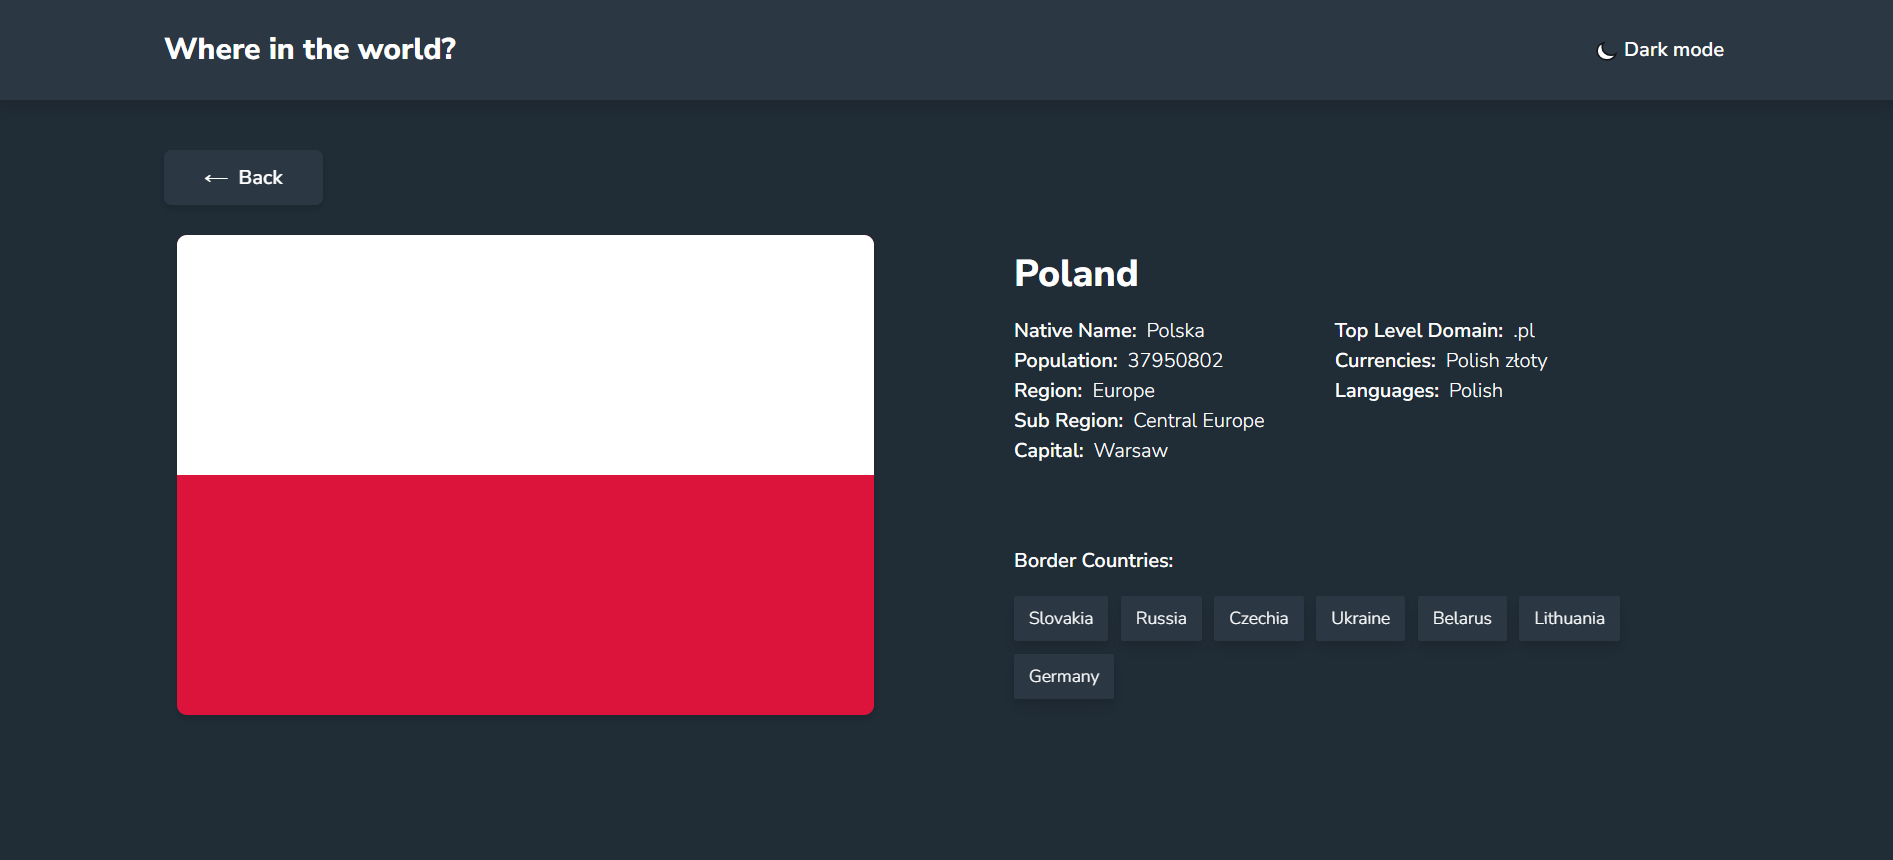 Where in the world?
Dark mode
← Back
Poland
Native Name: Polska
Population: 37950802
Region: Europe
Sub Region: Central Europe
Capital: Warsaw
Top Level Domain: .pl
Currencies: Polish złoty
Languages: Polish
Border Countries:
Slovakia Russia Czechia Ukraine Belarus Lithuania
Germany